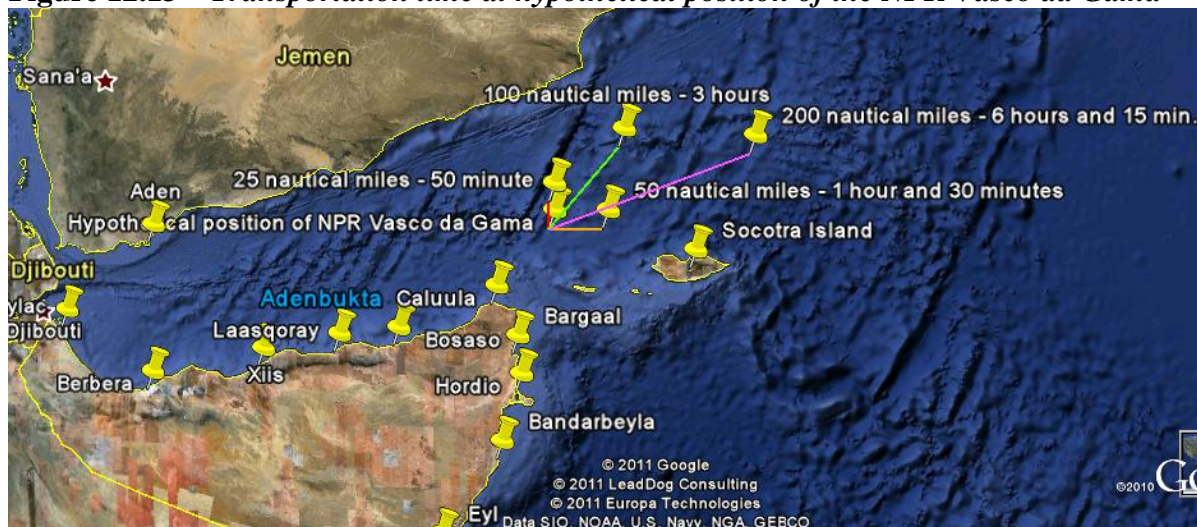 Jemen
Sana'a
100 nautical miles - 3 hours
200 nautical miles - 6 hours and 15 min.
Aden
25 nautical miles - 50 minute
50 nautical miles - 1 hour and 30 minutes
Hypothetical position of NPR Vasco da Gama
Socotra Island
Djibouti
Adenbukta
Caluula
Djibouti
Laasqoray
Bosaso
Bargaal
Berbera
Xiis
Hordio
Bandarbeyla
© 2011 Google
© 2011 LeadDog Consulting
© 2011 Europa Technologies
©2010
Eyl
Data SIO, NOAA, U.S. Navy, NGA, GEBCO